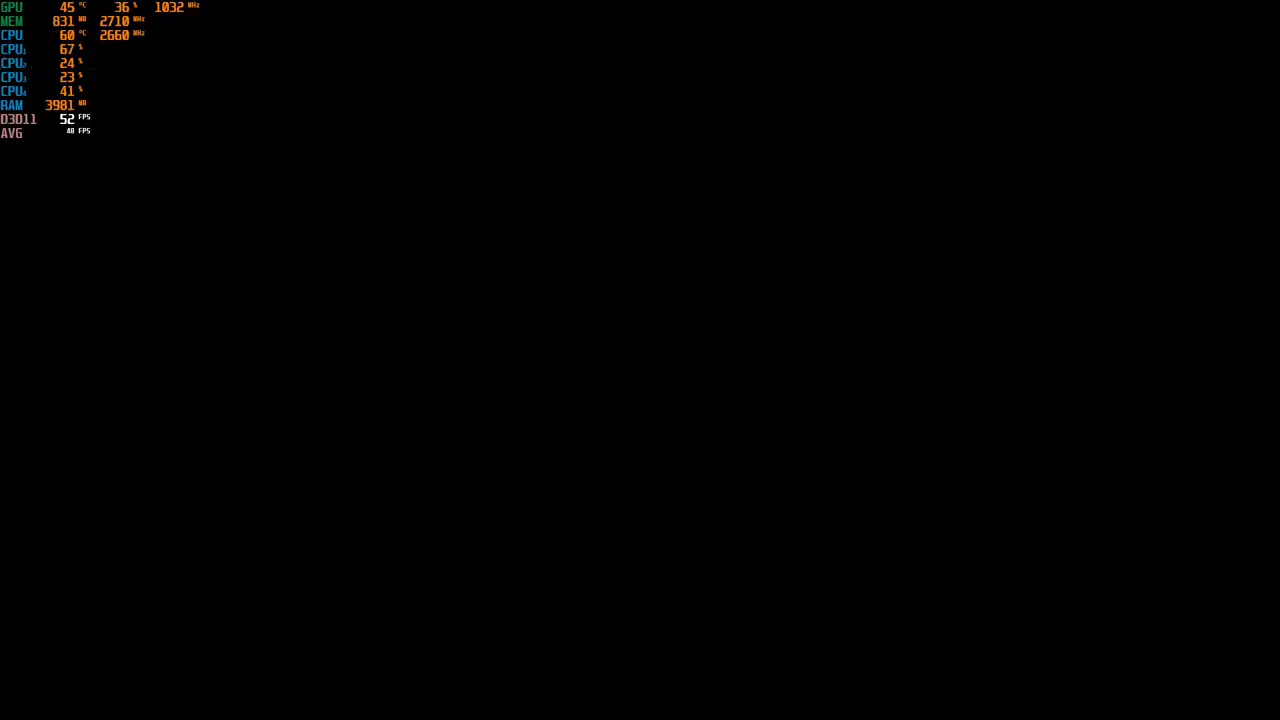 GPU 45 °C 36 % 1032 MHz
MEM 831 MB 2710 MHz
CPU 60 °C 2660 MHz
CPU1 67 %
CPU2 24 %
CPU3 23 %
CPU4 41 %
RAM 3981 MB
D3D11 52 FPS
AVG 48 FPS